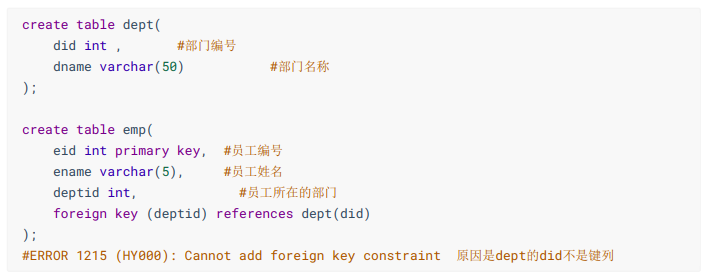 create table dept(
    did int ,       #部门编号
    dname varchar(50)           #部门名称
);

create table emp(
    eid int primary key,  #员工编号
    ename varchar(5),     #员工姓名
    deptid int,             #员工所在的部门
    foreign key (deptid) references dept(did)
);
#ERROR 1215 (HY000): Cannot add foreign key constraint  原因是dept的did不是键列